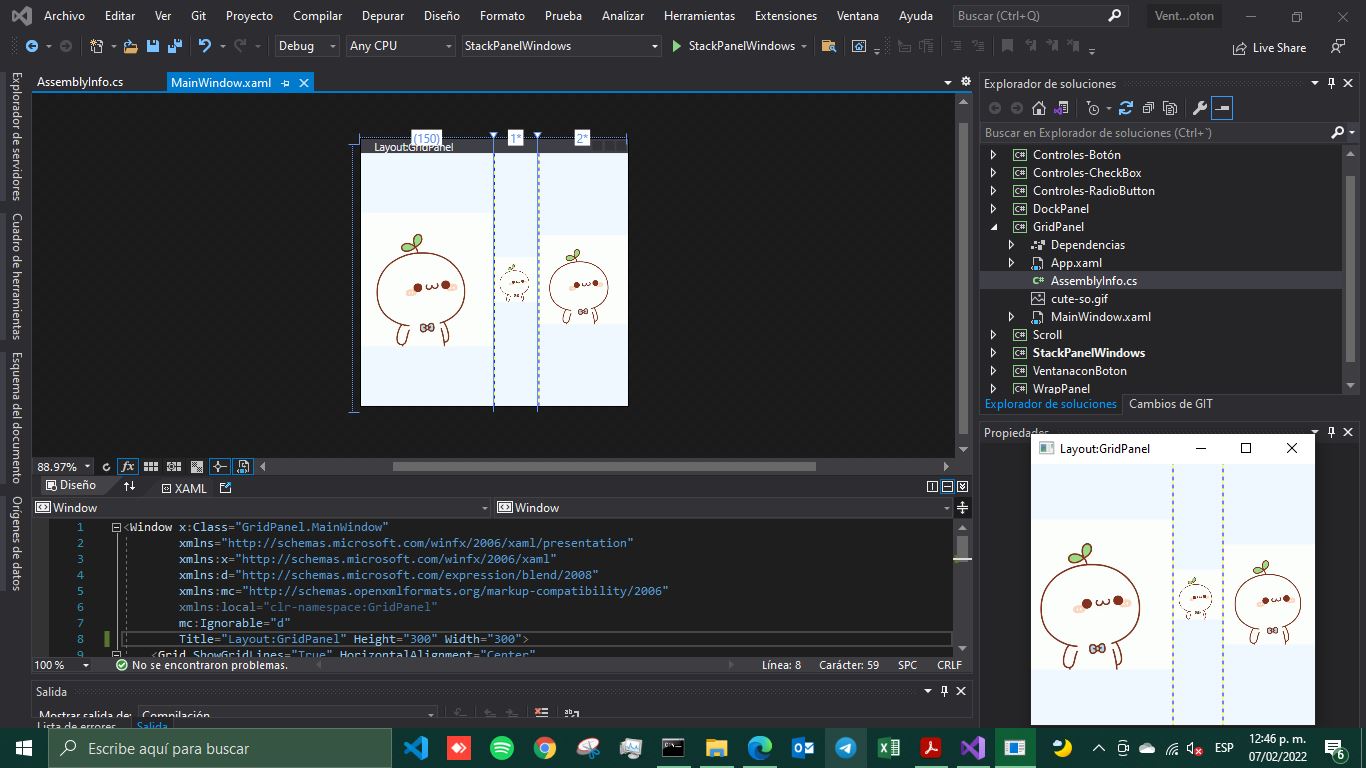 Archivo Editar Ver Git Proyecto Compilar Depurar Diseño Formato Prueba Analizar Herramientas Extensiones Ventana Ayuda Buscar (Ctrl+Q) Vent...oton
Debug Any CPU StackPanelWindows StackPanelWindows Live Share
Explorador de servidores
Cuadro de herramientas
Esquema del documento
Orígenes de datos
AssemblyInfo.cs MainWindow.xaml
(150) 1* 2*
Layout:GridPanel
88.97% fx
Diseño XAML
Window Window
1 <Window x:Class="GridPanel.MainWindow"
2 xmlns="http://schemas.microsoft.com/winfx/2006/xaml/presentation"
3 xmlns:x="http://schemas.microsoft.com/winfx/2006/xaml"
4 xmlns:d="http://schemas.microsoft.com/expression/blend/2008"
5 xmlns:mc="http://schemas.openxmlformats.org/markup-compatibility/2006"
6 xmlns:local="clr-namespace:GridPanel"
7 mc:Ignorable="d"
8 Title="Layout:GridPanel" Height="300" Width="300">
9 <Grid ShowGridLines="True" HorizontalAlignment="Center"
100 % No se encontraron problemas. Línea: 8 Carácter: 59 SPC CRLF
Salida
Mostrar salida de: Compilación
Lista de errores Salida
Explorador de soluciones
Buscar en Explorador de soluciones (Ctrl+´)
C# Controles-Botón
C# Controles-CheckBox
C# Controles-RadioButton
C# DockPanel
C# GridPanel
Dependencias
App.xaml
C# AssemblyInfo.cs
cute-so.gif
MainWindow.xaml
C# Scroll
C# StackPanelWindows
C# VentanaconBoton
C# WrapPanel
Explorador de soluciones Cambios de GIT
Propiedades
Layout:GridPanel
Escribe aquí para buscar
ESP
12:46 p. m.
07/02/2022
6